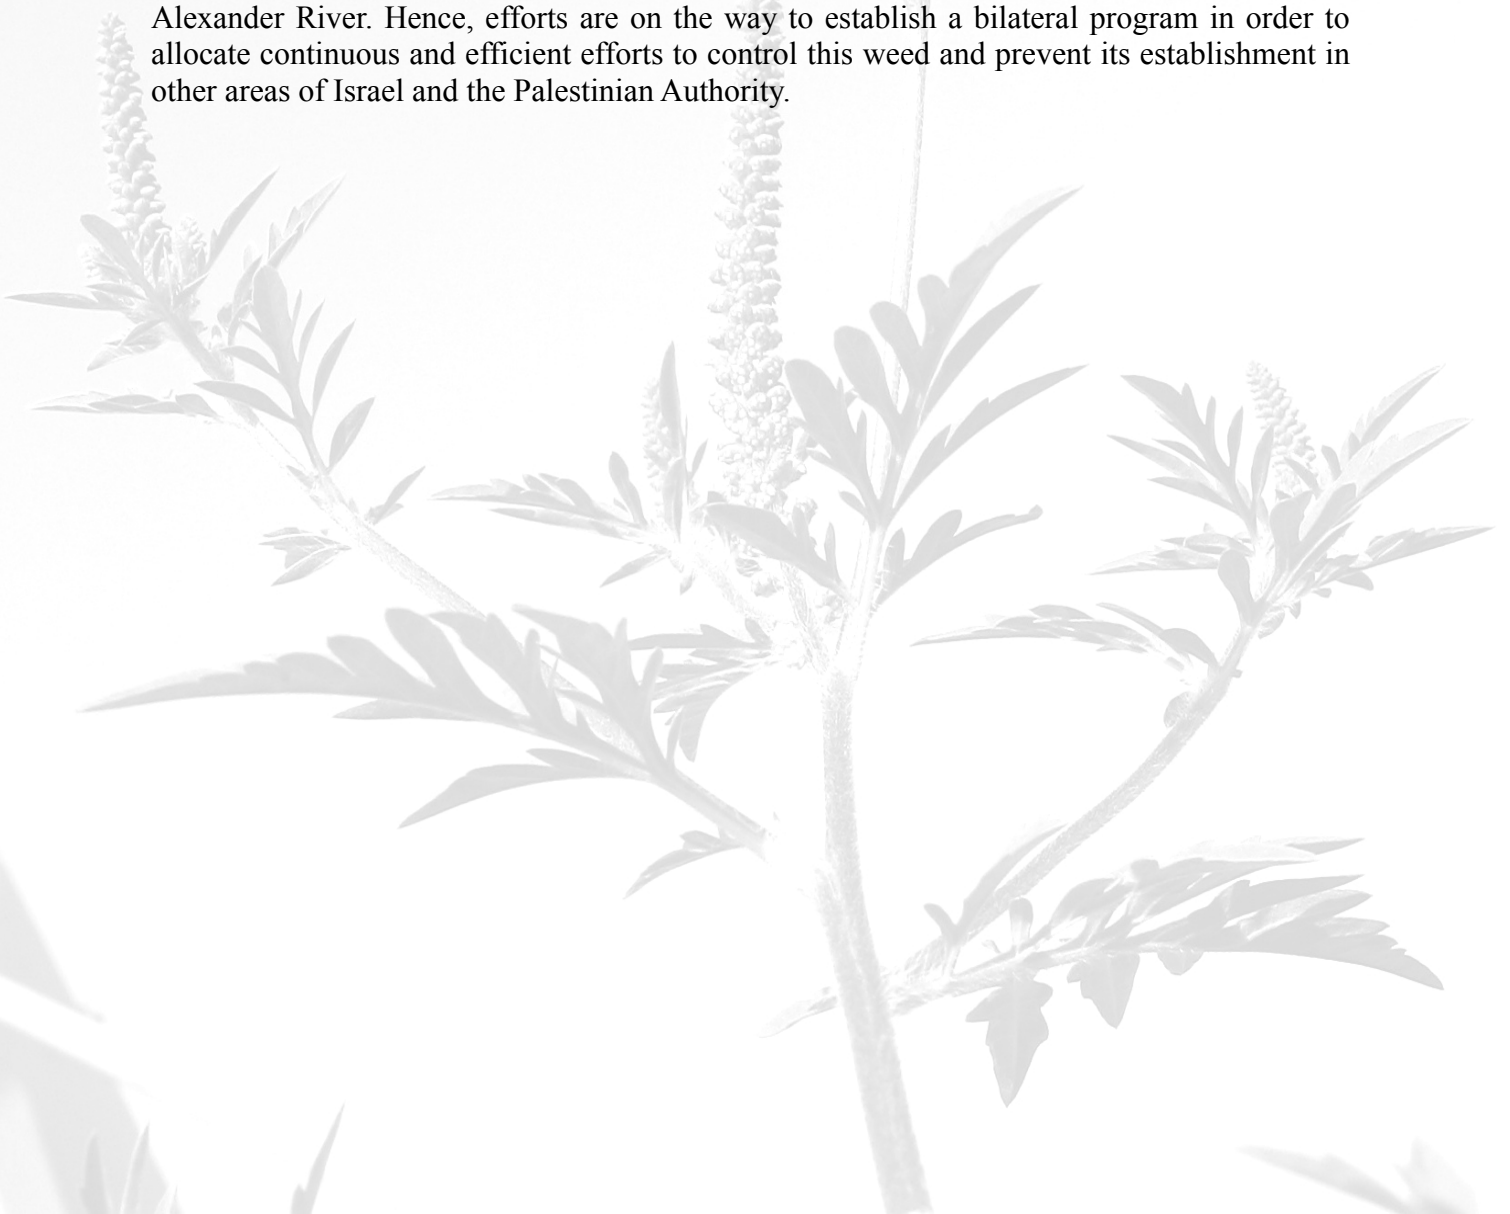 Alexander River. Hence, efforts are on the way to establish a bilateral program in order to
allocate continuous and efficient efforts to control this weed and prevent its establishment in
other areas of Israel and the Palestinian Authority.